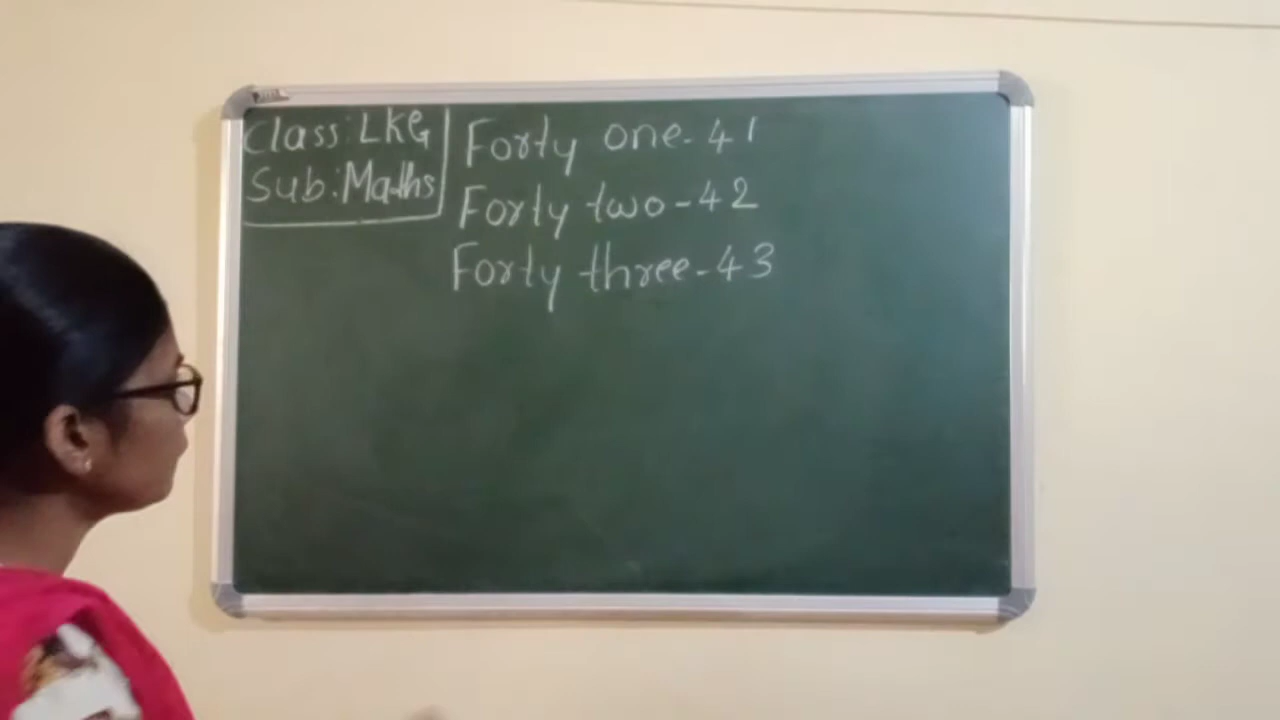 Class: LKG
Sub: Maths
Forty one-41
Forty two-42
Forty three-43